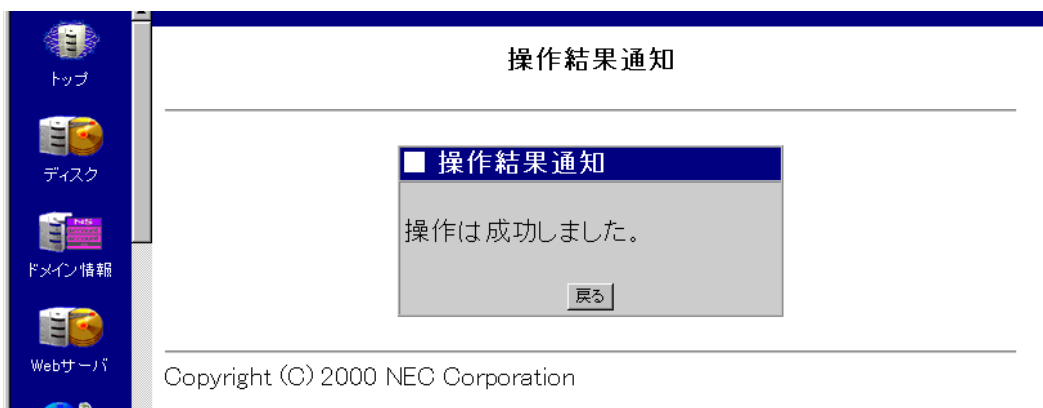 トップ
ディスク
ドメイン情報
Webサーバ
操作結果通知
■ 操作結果通知
操作は成功しました。
戻る
Copyright (C) 2000 NEC Corporation